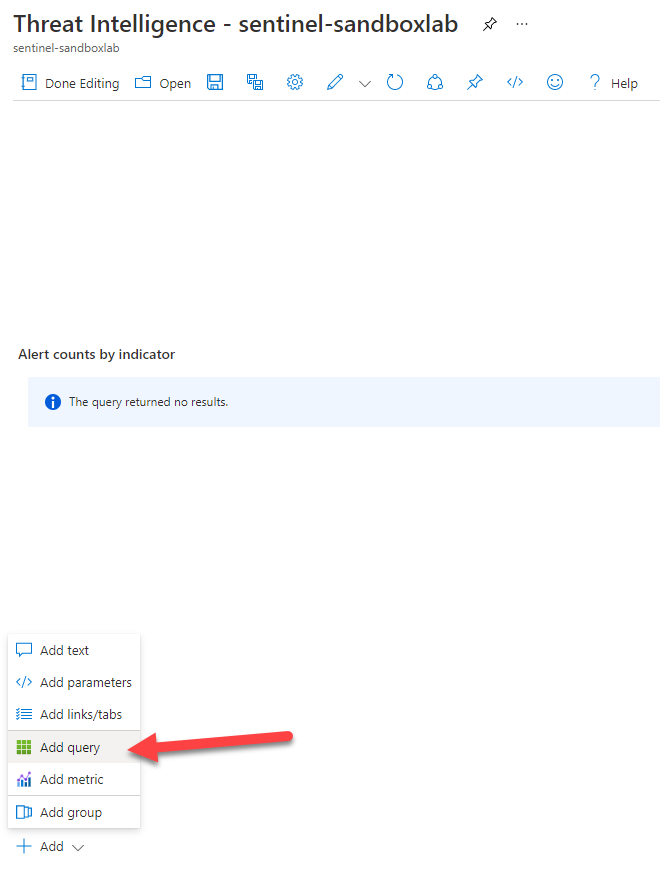 Threat Intelligence - sentinel-sandboxlab
sentinel-sandboxlab
Done Editing Open Help
Alert counts by indicator
The query returned no results.
Add text
Add parameters
Add links/tabs
Add query
Add metric
Add group
Add